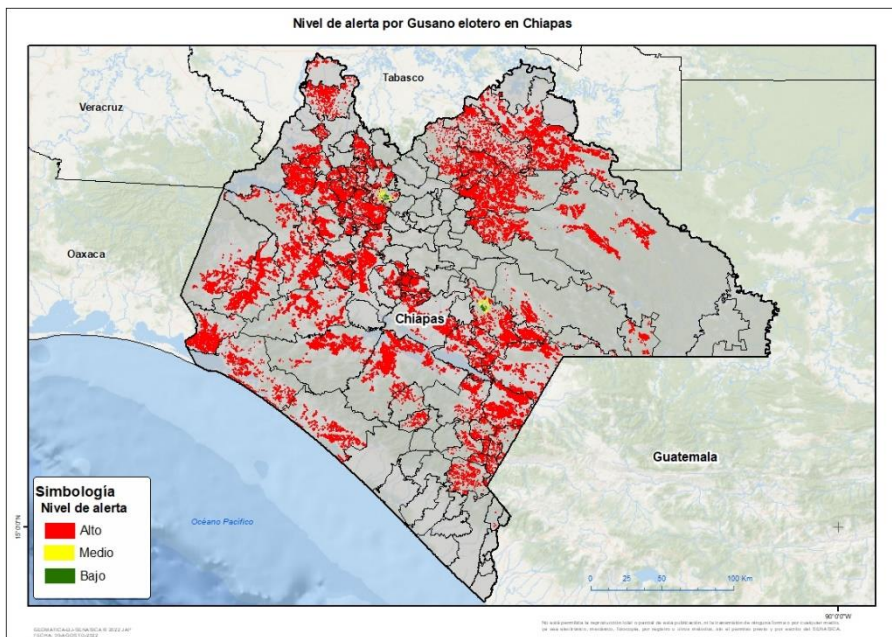 Nivel de alerta por Gusano elotero en Chiapas
Tabasco
Veracruz
Oaxaca
Chiapas
Guatemala
Océano Pacífico
Simbología
Nivel de alerta
Alto
Medio
Bajo
0 25 50 100 Km
15°0'0"N
90°0'0"W